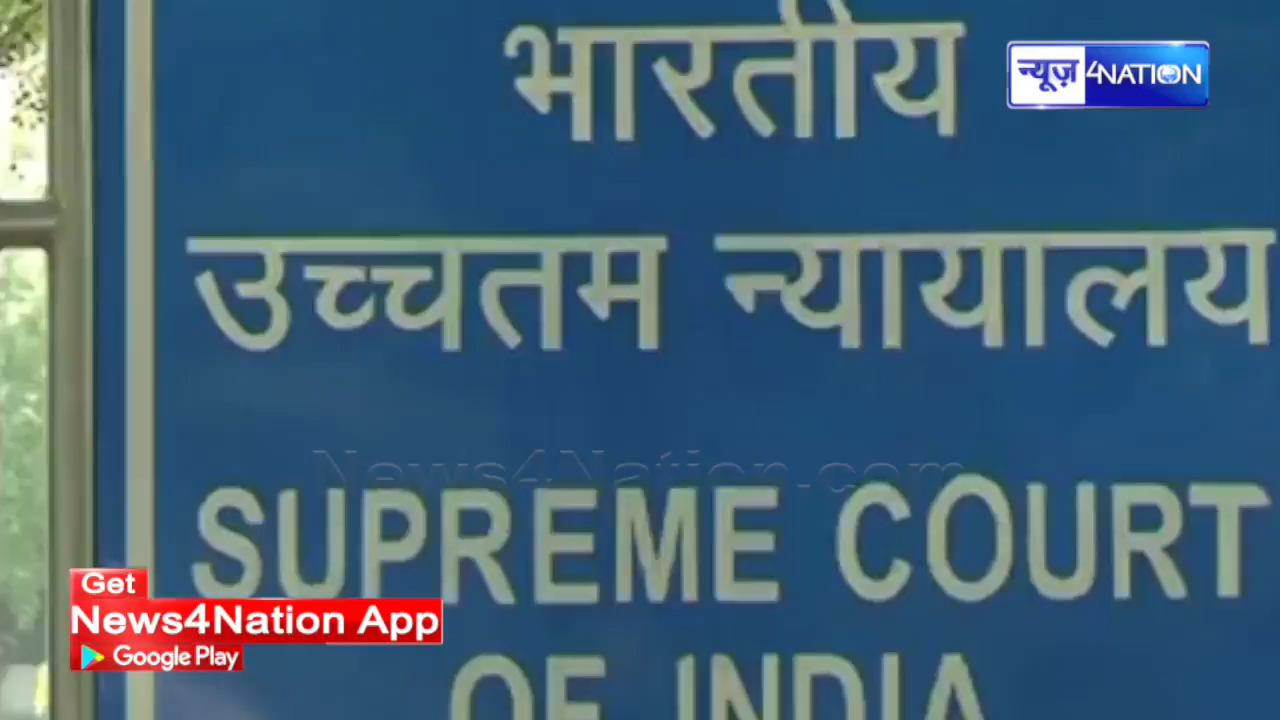 भारतीय
न्यूज़ 4NATION
उच्चतम न्यायालय
News4Nation.com
SUPREME COURT
OF INDIA
Get
News4Nation App
Google Play